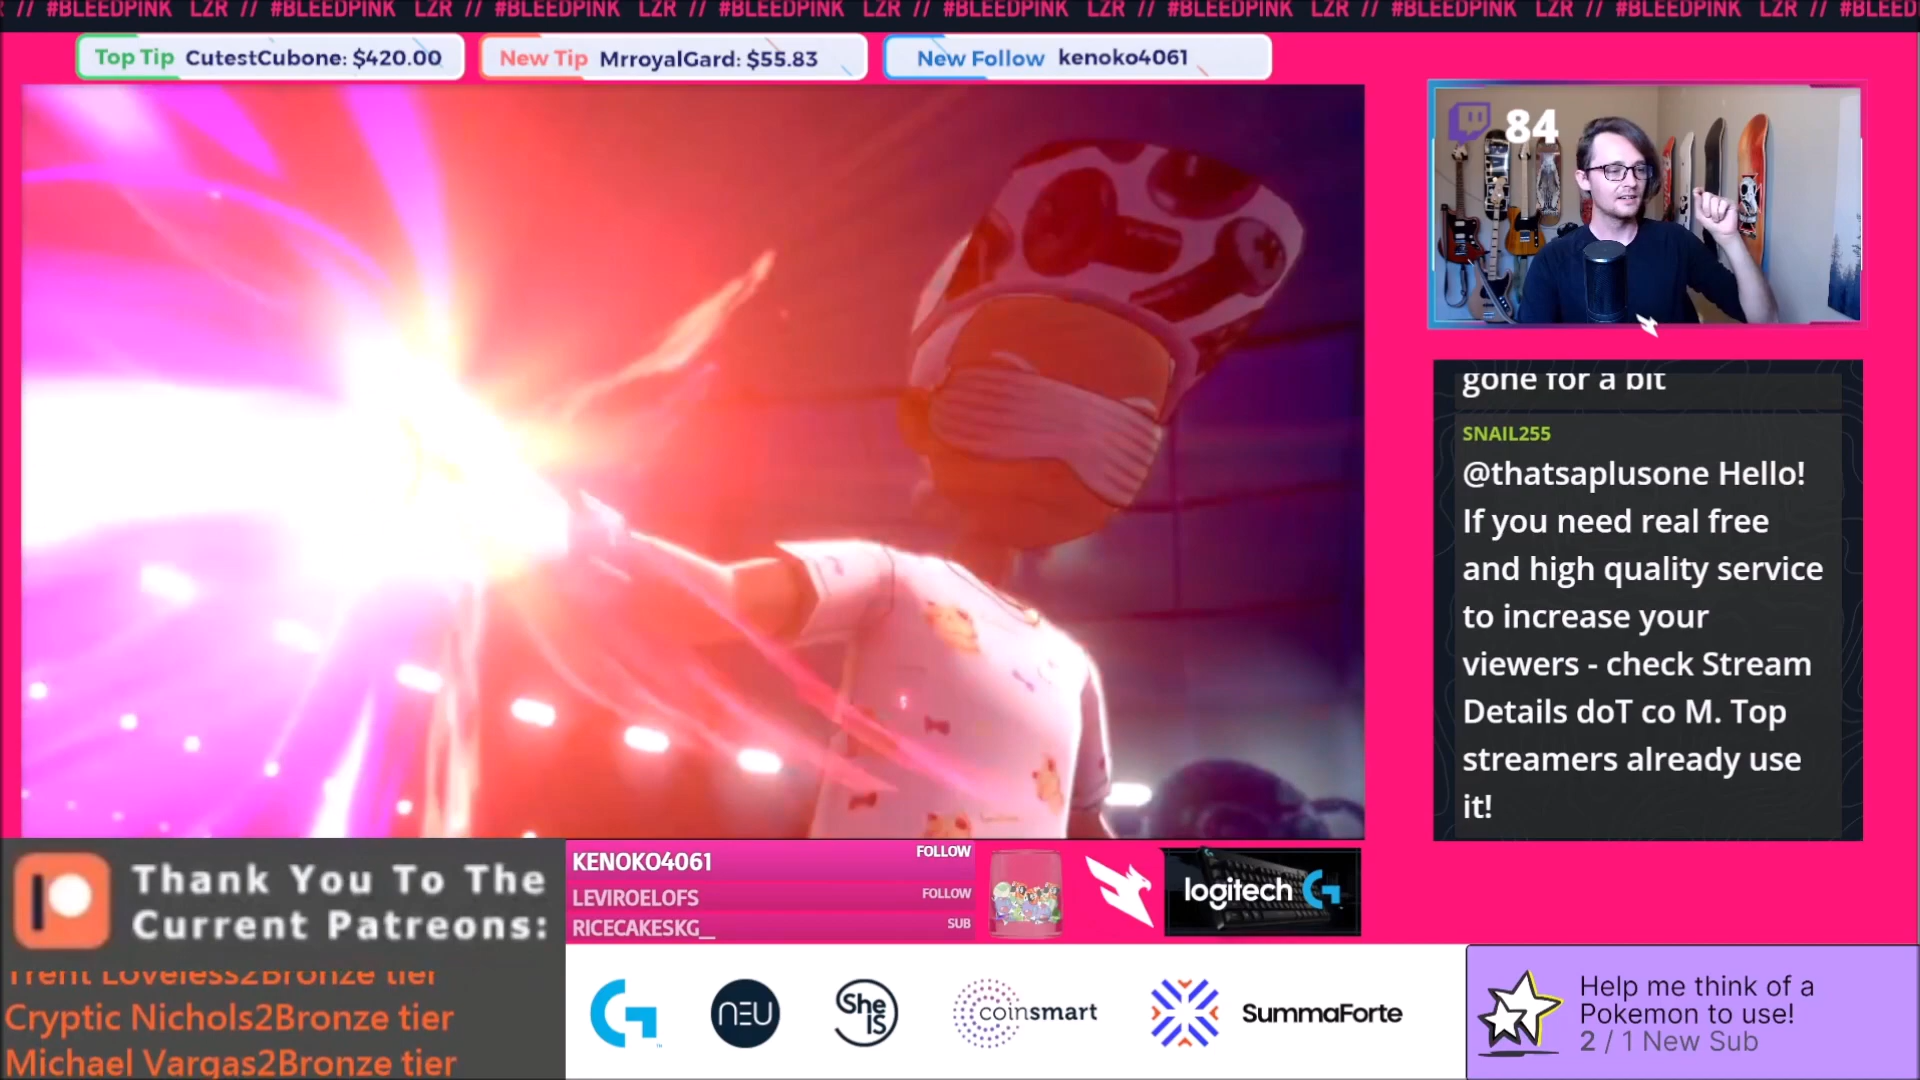 // #BLEEDPINK LZR // #BLEEDPINK LZR // #BLEEDPINK LZR // #BLEEDPINK LZR // #BLEEDPINK LZR // #BLEEDPINK LZR // #BLEEDPINK LZR // #BLEEDPINK LZR // #BLEED
Top Tip CutestCubone: $420.00
New Tip MrroyalGard: $55.83
New Follow kenoko4061
84
gone for a bit
SNAIL255
@thatsaplusone Hello!
If you need real free
and high quality service
to increase your
viewers - check Stream
Details doT co M. Top
streamers already use
it!
Thank You To The
Current Patreons:
Trent Loveless2Bronze tier
Cryptic Nichols2Bronze tier
Michael Vargas2Bronze tier
KENOKO4061 FOLLOW
LEVIROELOFS FOLLOW
RICECAKESKG_ SUB
logitech G
G
NEU
She
IS
coinsmart
SummaForte
Help me think of a
Pokemon to use!
2 / 1 New Sub